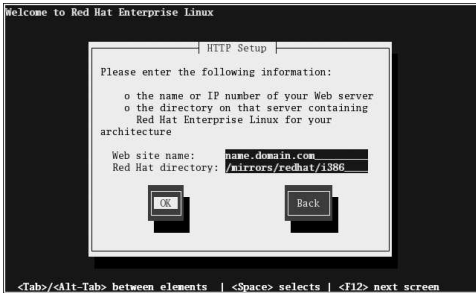 Welcome to Red Hat Enterprise Linux
HTTP Setup
Please enter the following information:
o the name or IP number of your Web server
o the directory on that server containing
Red Hat Enterprise Linux for your
architecture
Web site name: name.domain.com
Red Hat directory: /mirrors/redhat/i386
OK Back
<Tab>/<Alt-Tab> between elements | <Space> selects | <F12> next screen